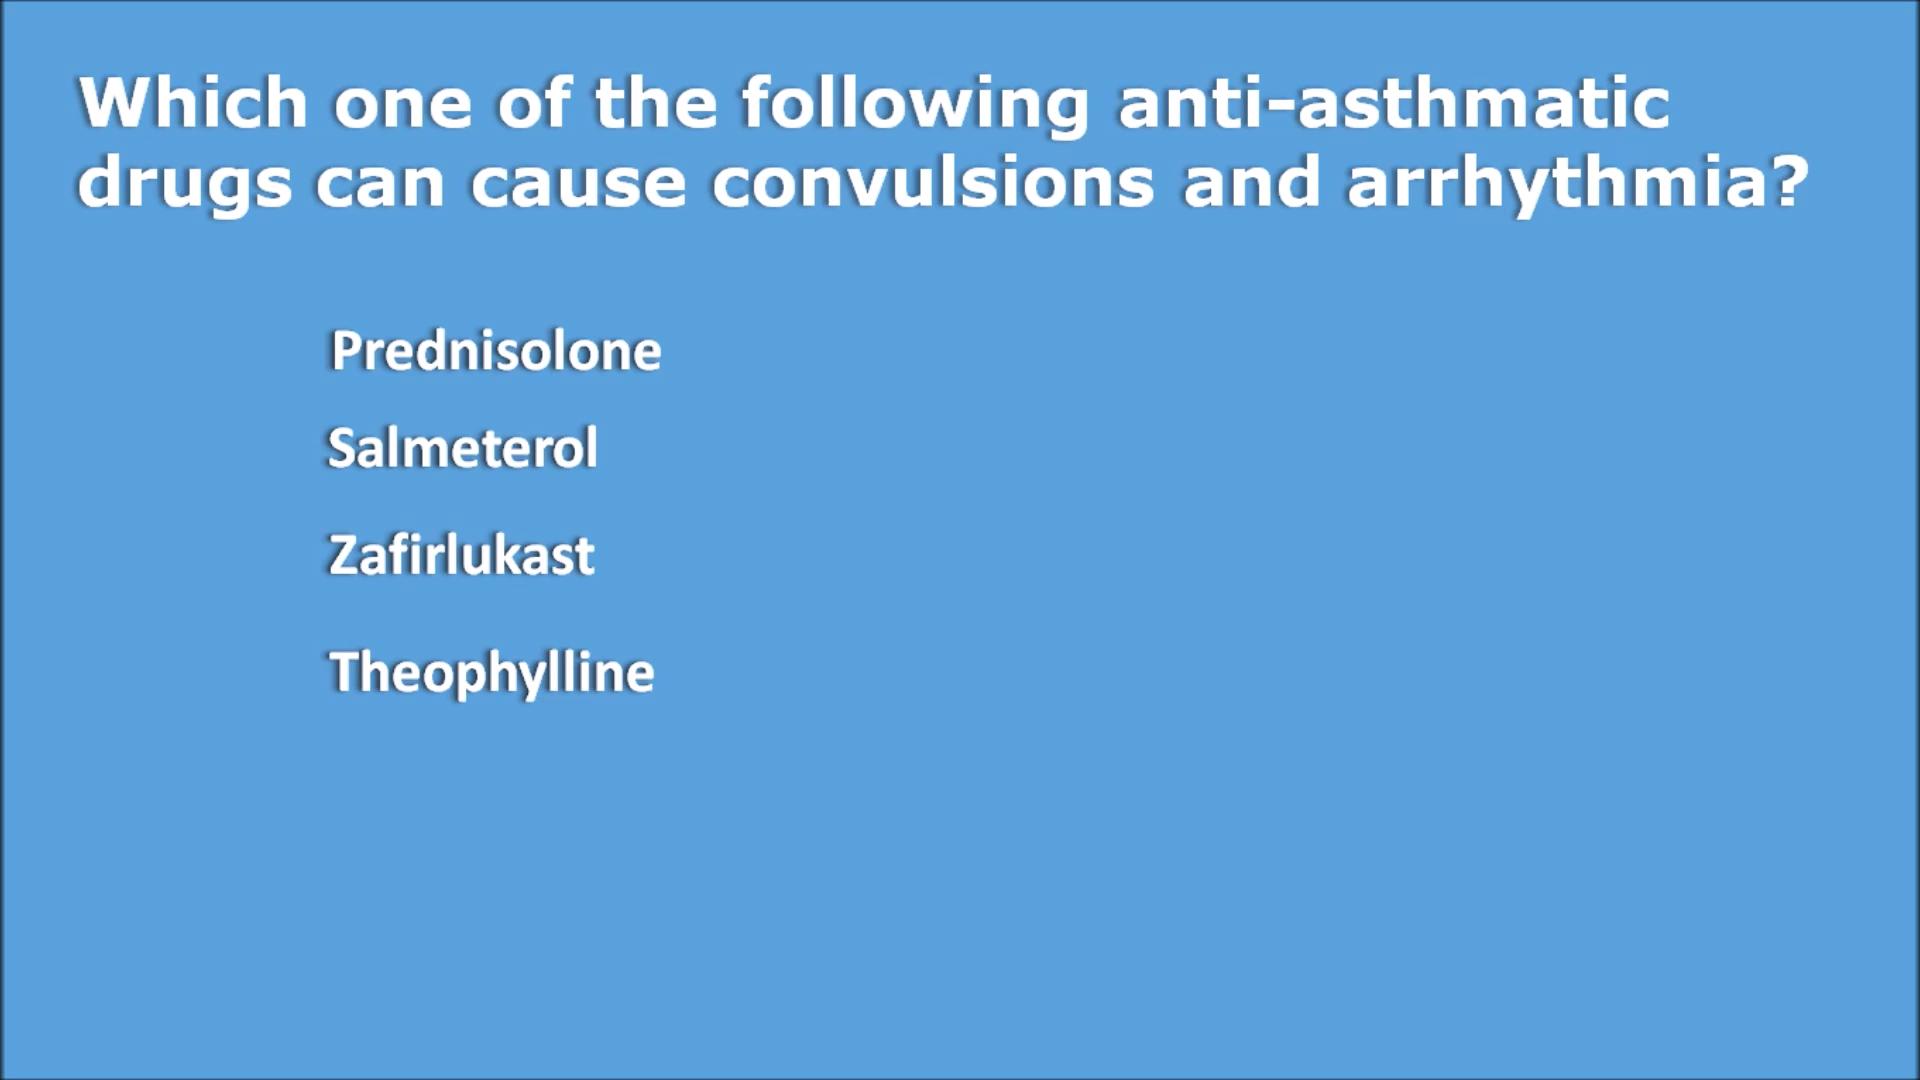 Which one of the following anti-asthmatic
drugs can cause convulsions and arrhythmia?
Prednisolone
Salmeterol
Zafirlukast
Theophylline